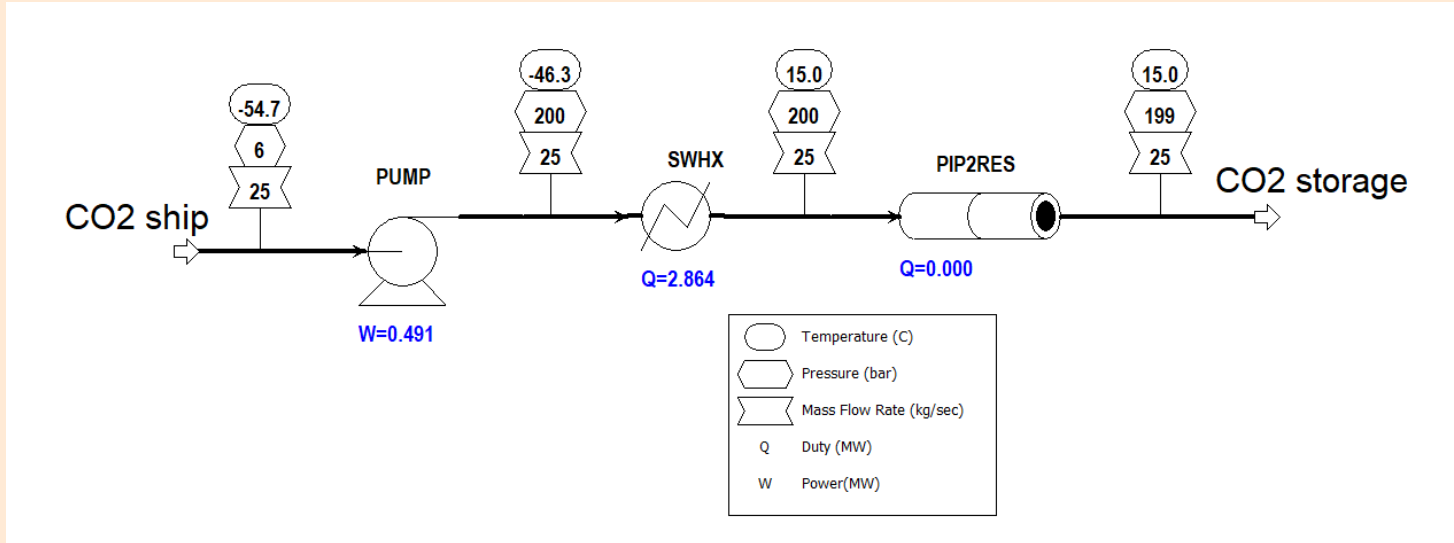 -54.7
6
25
CO2 ship
PUMP
W=0.491
-46.3
200
25
SWHX
Q=2.864
15.0
200
25
PIP2RES
Q=0.000
15.0
199
25
CO2 storage
Temperature (C)
Pressure (bar)
Mass Flow Rate (kg/sec)
Q Duty (MW)
W Power(MW)